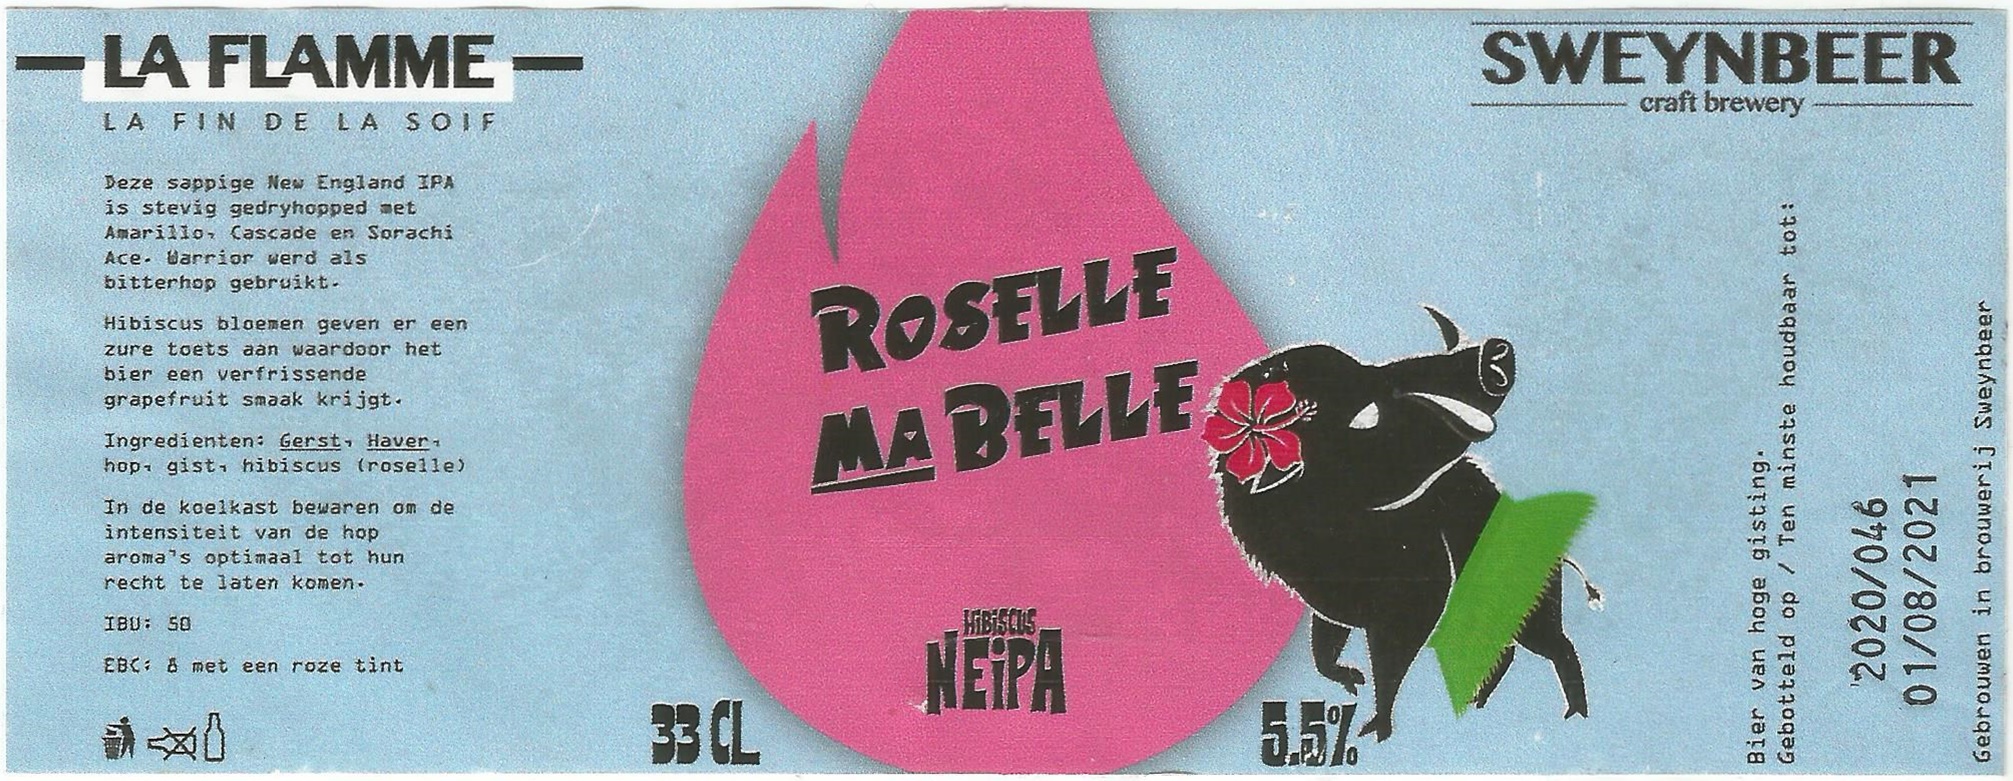 LA FLAMME
LA FIN DE LA SOIF
Deze sappige New England IPA
is stevig gedryhopped met
Amarillo, Cascade en Sorachi
Ace. Warrior werd als
bitterhop gebruikt.
Hibiscus bloemen geven er een
zure toets aan waardoor het
bier een verfrissende
grapefruit smaak krijgt.
Ingredienten: Gerst, Haver,
hop, gist, hibiscus (roselle)
In de koelkast bewaren om de
intensiteit van de hop
aroma's optimaal tot hun
recht te laten komen.
IBU: 50
EBC: 8 met een roze tint
33 CL
ROSELLE
MA BELLE
HIBISCUS
NEIPA
5.5%
SWEYNBEER
craft brewery
Bier van hoge gisting.
Gebotteld op / Ten minste houdbaar tot:
2020/046
01/08/2021
Gebrouwen in brouwerij Sweynbeer